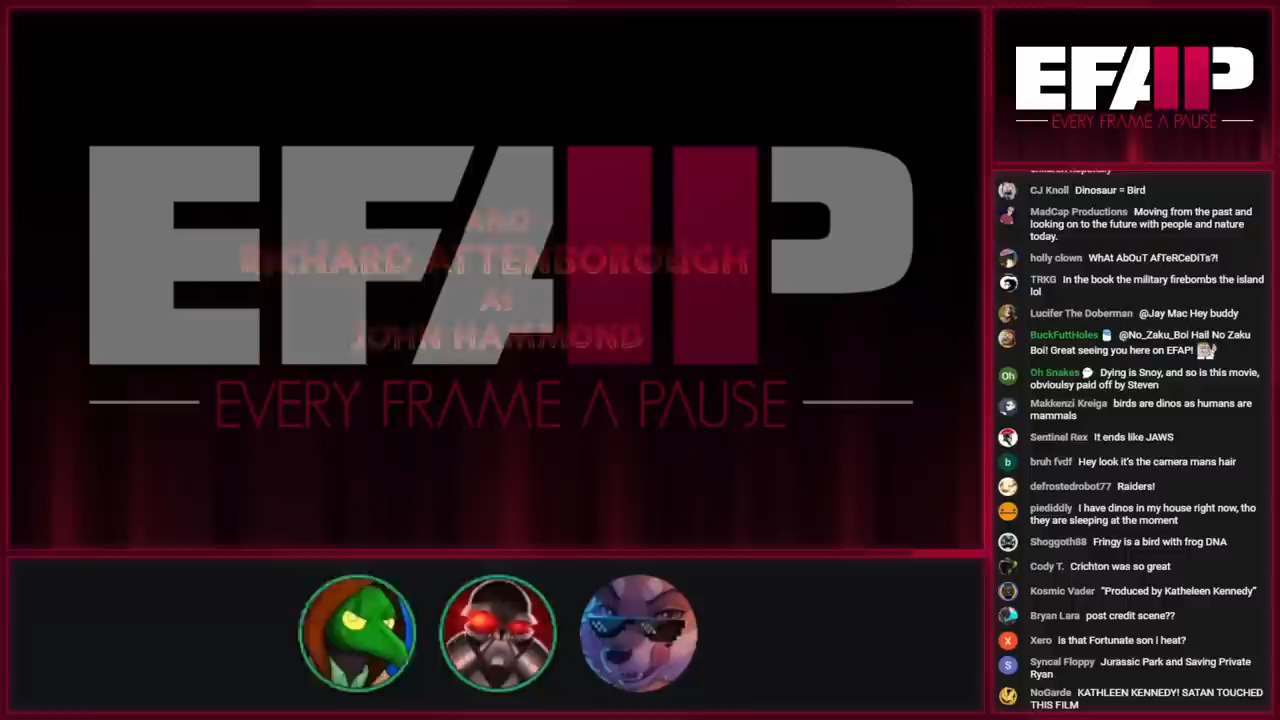 EFAP
AND
RICHARD ATTENBOROUGH
AS
JOHN HAMMOND
EVERY FRAME A PAUSE
EFAP
EVERY FRAME A PAUSE
CJ Knoll Dinosaur = Bird
MadCap Productions Moving from the past and
looking on to the future with people and nature
today.
holly clown WhAt AbOuT AfTeRCeDiTs?!
TRKG In the book the military firebombs the island
lol
Lucifer The Doberman @Jay Mac Hey buddy
BuckFuttHoles @No_Zaku_Boi Hail No Zaku
Boi! Great seeing you here on EFAP!
Oh Snakes Dying is Snoy, and so is this movie,
obvioulsy paid off by Steven
Makkenzi Kreiga birds are dinos as humans are
mammals
Sentinel Rex It ends like JAWS
bruh fvdf Hey look it's the camera mans hair
defrostedrobot77 Raiders!
piediddly I have dinos in my house right now, tho
they are sleeping at the moment
Shoggoth88 Fringy is a bird with frog DNA
Cody T. Crichton was so great
Kosmic Vader "Produced by Katheleen Kennedy"
Bryan Lara post credit scene??
Xero is that Fortunate son i heat?
Syncal Floppy Jurassic Park and Saving Private
Ryan
NoGarde KATHLEEN KENNEDY! SATAN TOUCHED
THIS FILM
Oh
b
X
S